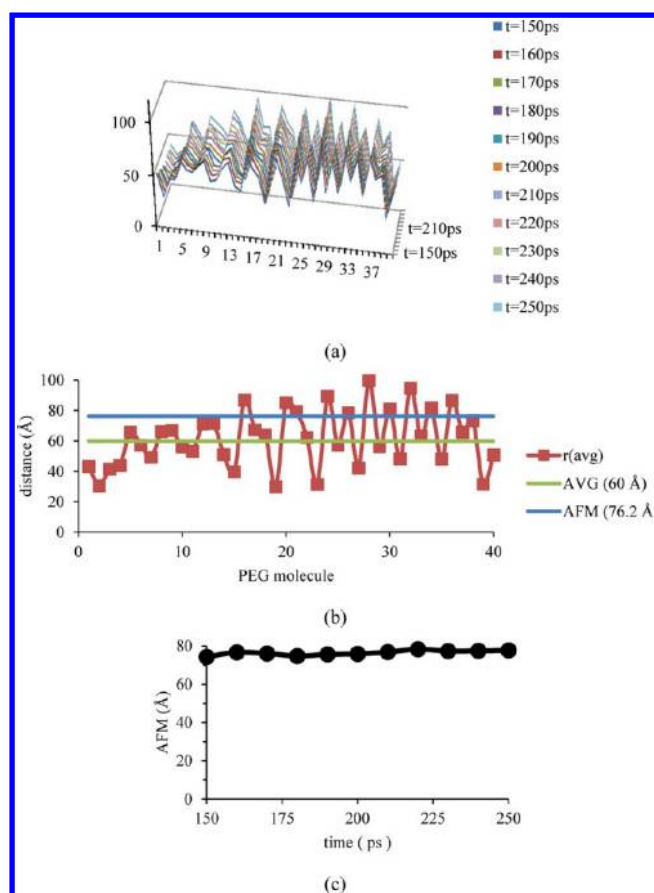 t=150ps
t=160ps
t=170ps
t=180ps
t=190ps
t=200ps
t=210ps
t=220ps
t=230ps
t=240ps
t=250ps
100
50
0
1 5 9 13 17 21 25 29 33 37
t=210ps
t=150ps
(a)
100
80
60
40
20
0
distance (Å)
0 10 20 30 40
PEG molecule
r(avg)
AVG (60 Å)
AFM (76.2 Å
(b)
80
60
40
20
0
AFM (Å)
150 175 200 225 250
time ( ps )
(c)